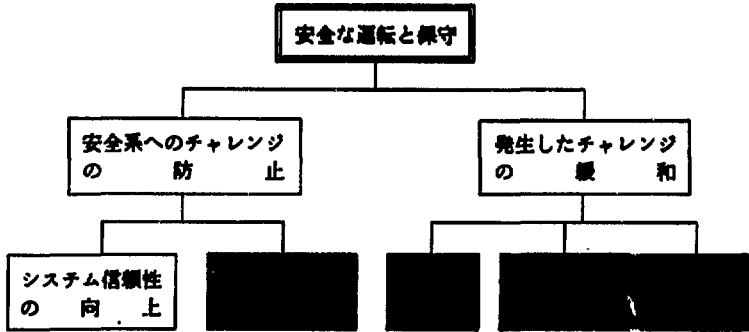 安全な運転と保守
安全系へのチャレンジ
の防止
発生したチャレンジ
の緩和
システム信頼性
の向上